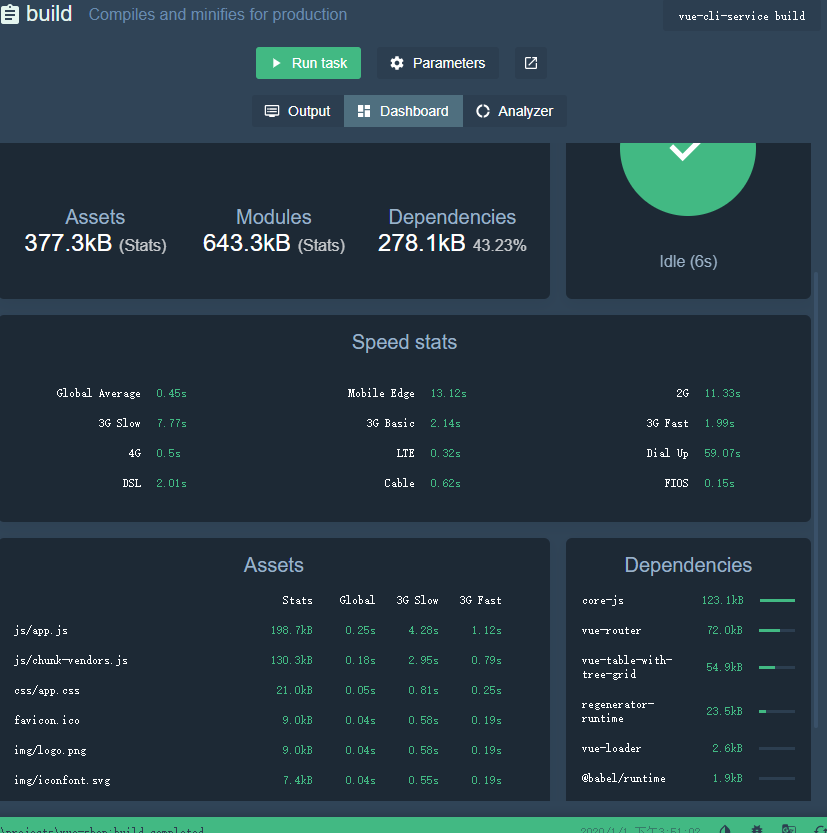 build Compiles and minifies for production
vue-cli-service build
Run task Parameters
Output Dashboard Analyzer
Assets Modules Dependencies
377.3kB (Stats) 643.3kB (Stats) 278.1kB 43.23%
Idle (6s)
Speed stats
Global Average 0.45s Mobile Edge 13.12s 2G 11.33s
3G Slow 7.77s 3G Basic 2.14s 3G Fast 1.99s
4G 0.5s LTE 0.32s Dial Up 59.07s
DSL 2.01s Cable 0.62s FIOS 0.15s
Assets
Stats Global 3G Slow 3G Fast
js/app.js 198.7kB 0.25s 4.28s 1.12s
js/chunk-vendors.js 130.3kB 0.18s 2.95s 0.79s
css/app.css 21.0kB 0.05s 0.81s 0.25s
favicon.ico 9.0kB 0.04s 0.58s 0.19s
img/logo.png 9.0kB 0.04s 0.58s 0.19s
img/iconfont.svg 7.4kB 0.04s 0.55s 0.19s
Dependencies
core-js 123.1kB
vue-router 72.0kB
vue-table-with-
tree-grid 54.9kB
regenerator-
runtime 23.5kB
vue-loader 2.6kB
@babel/runtime 1.9kB
build completed 2020/1/1 下午3:51:02